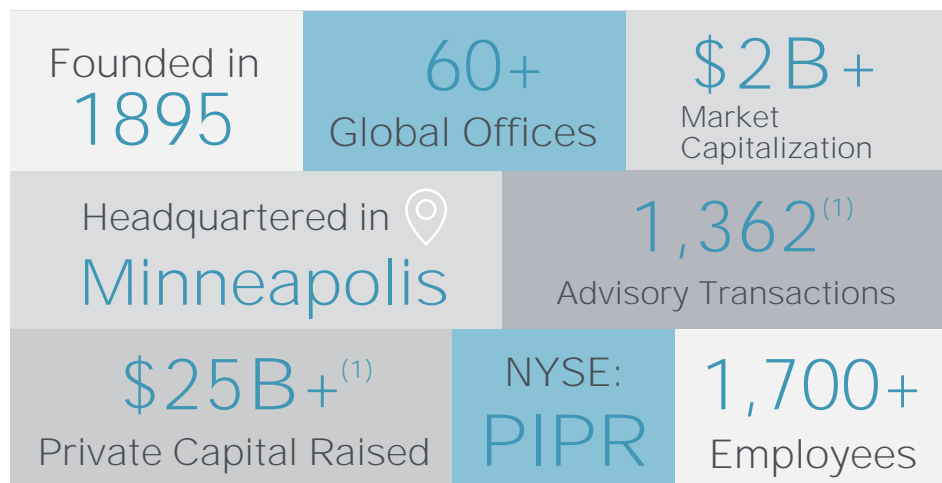 Founded in
1895
60+
Global Offices
$2B+
Market
Capitalization
Headquartered in
Minneapolis
1,362(1)
Advisory Transactions
$25B+(1)
Private Capital Raised
NYSE:
PIPR
1,700+
Employees